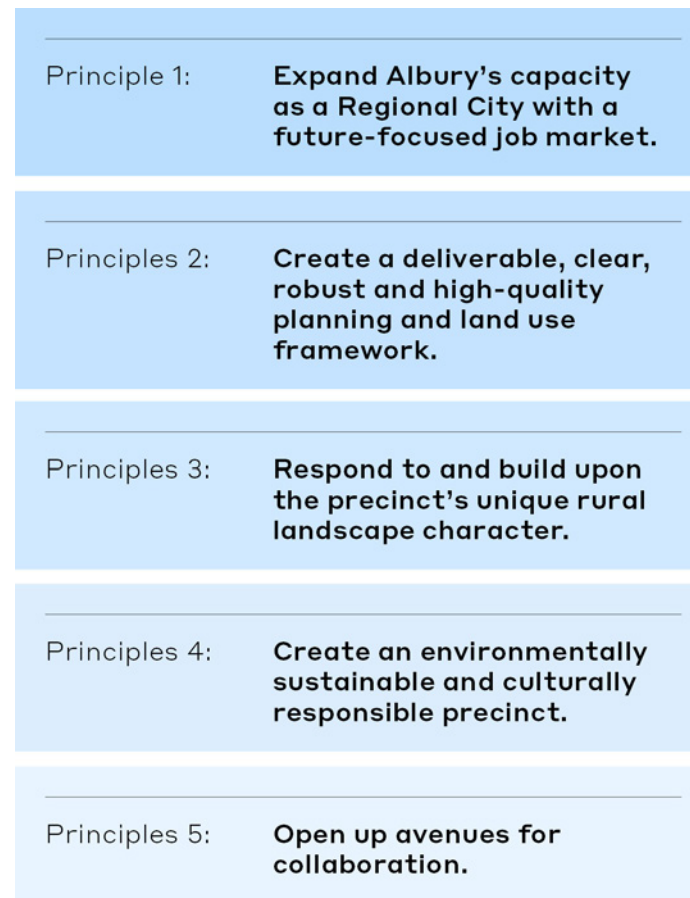 Principle 1:
Expand Albury’s capacity
as a Regional City with a
future-focused job market.
Principles 2:
Create a deliverable, clear,
robust and high-quality
planning and land use
framework.
Principles 3:
Respond to and build upon
the precinct’s unique rural
landscape character.
Principles 4:
Create an environmentally
sustainable and culturally
responsible precinct.
Principles 5:
Open up avenues for
collaboration.